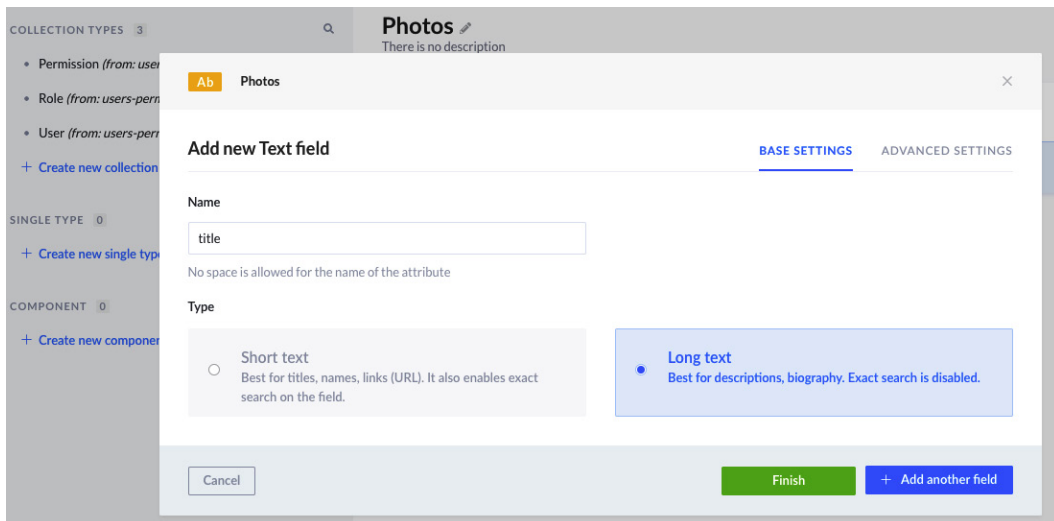 COLLECTION TYPES 3
Photos
There is no description
Permission (from: user
Role (from: users-perm
User (from: users-perr
+ Create new collection
SINGLE TYPE 0
+ Create new single type
COMPONENT 0
+ Create new componen
Ab Photos
Add new Text field
BASE SETTINGS
ADVANCED SETTINGS
Name
title
No space is allowed for the name of the attribute
Type
Short text
Best for titles, names, links (URL). It also enables exact
search on the field.
Long text
Best for descriptions, biography. Exact search is disabled.
Cancel
Finish
+ Add another field